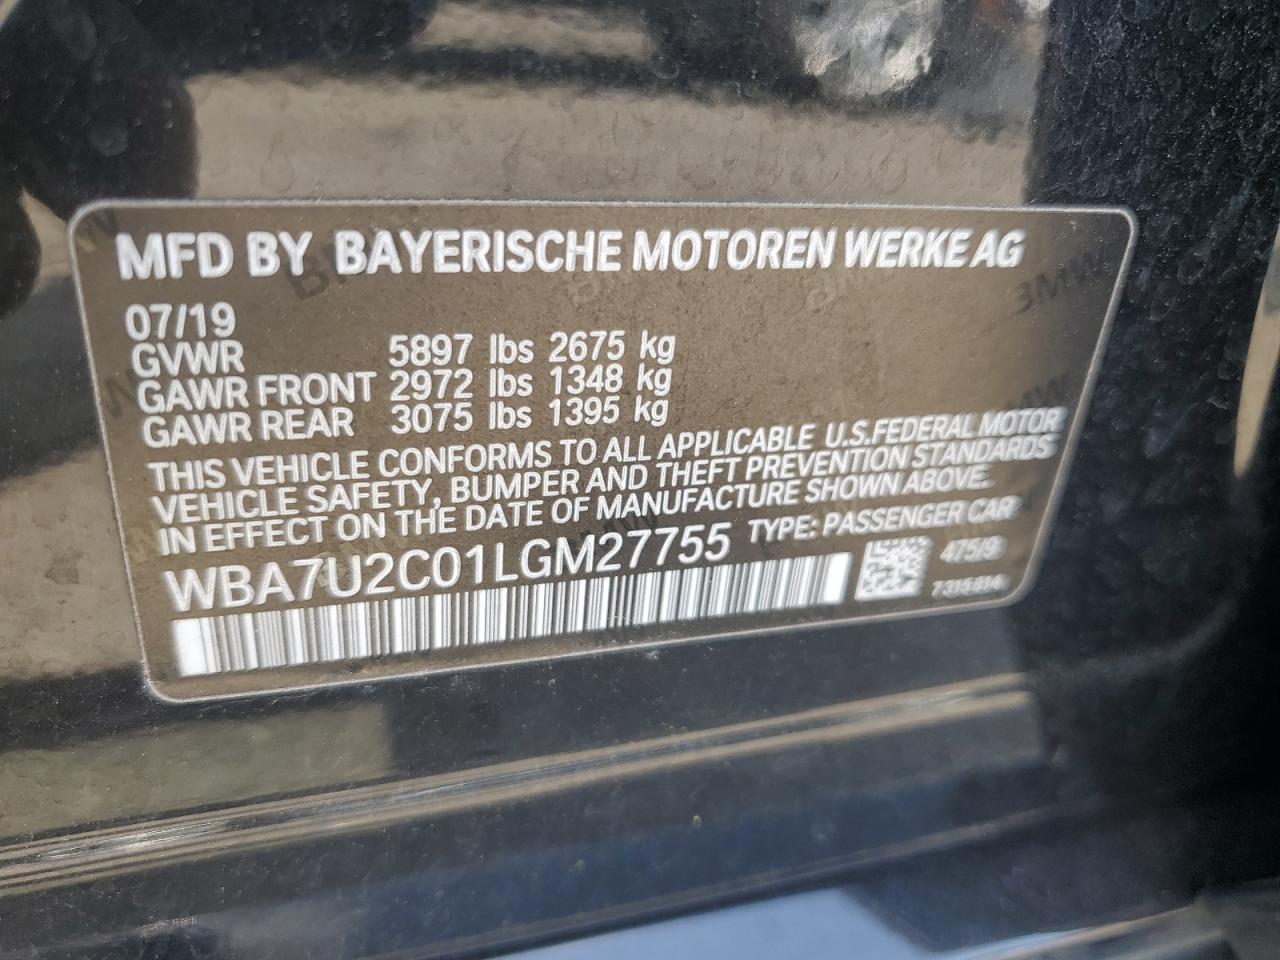 MFD BY BAYERISCHE MOTOREN WERKE AG
07/19
GVWR 5897 lbs 2675 kg
GAWR FRONT 2972 lbs 1348 kg
GAWR REAR 3075 lbs 1395 kg
THIS VEHICLE CONFORMS TO ALL APPLICABLE U.S.FEDERAL MOTOR
VEHICLE SAFETY, BUMPER AND THEFT PREVENTION STANDARDS
IN EFFECT ON THE DATE OF MANUFACTURE SHOWN ABOVE.
WBA7U2C01LGM27755 TYPE: PASSENGER CAR
475/9